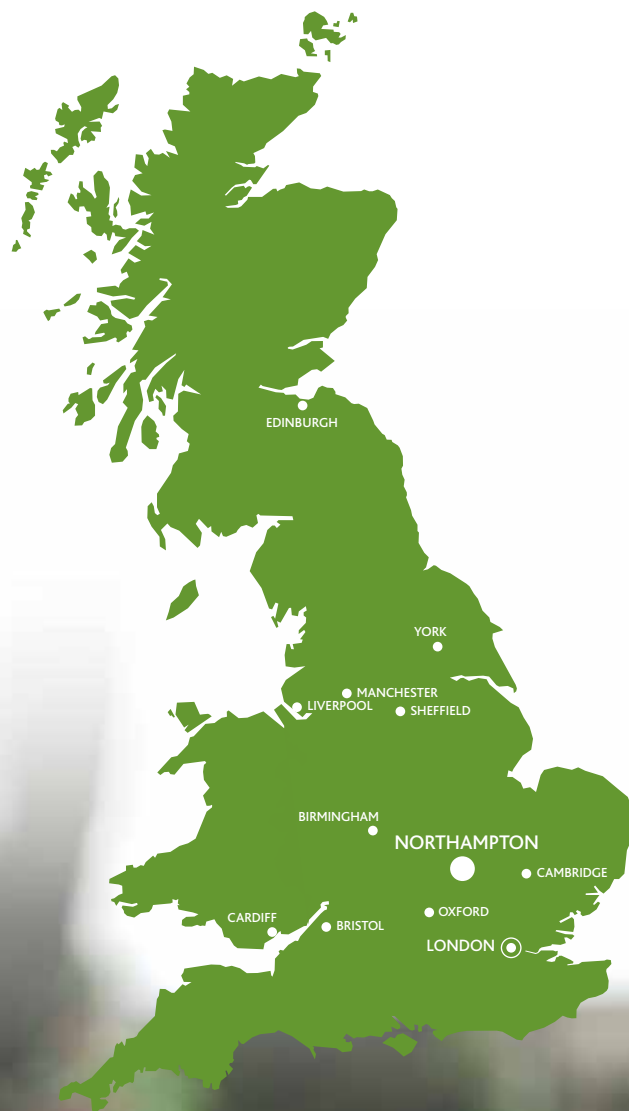 EDINBURGH
YORK
MANCHESTER
LIVERPOOL
SHEFFIELD
BIRMINGHAM
NORTHAMPTON
CAMBRIDGE
OXFORD
CARDIFF
BRISTOL
LONDON